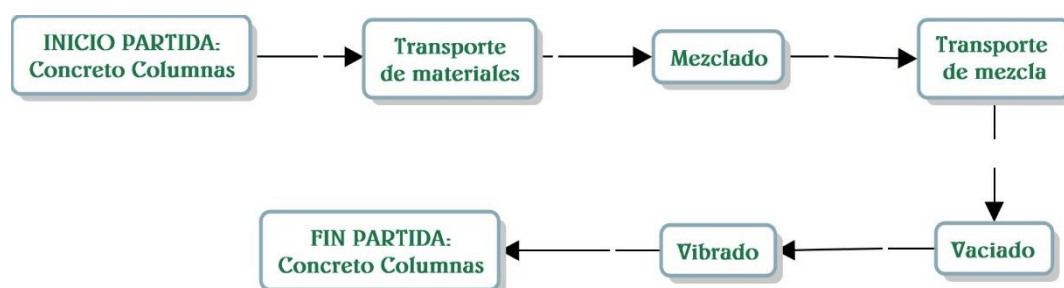 INICIO PARTIDA:
Concreto Columnas
Transporte
de materiales
Mezclado
Transporte
de mezcla
Vaciado
Vibrado
FIN PARTIDA:
Concreto Columnas